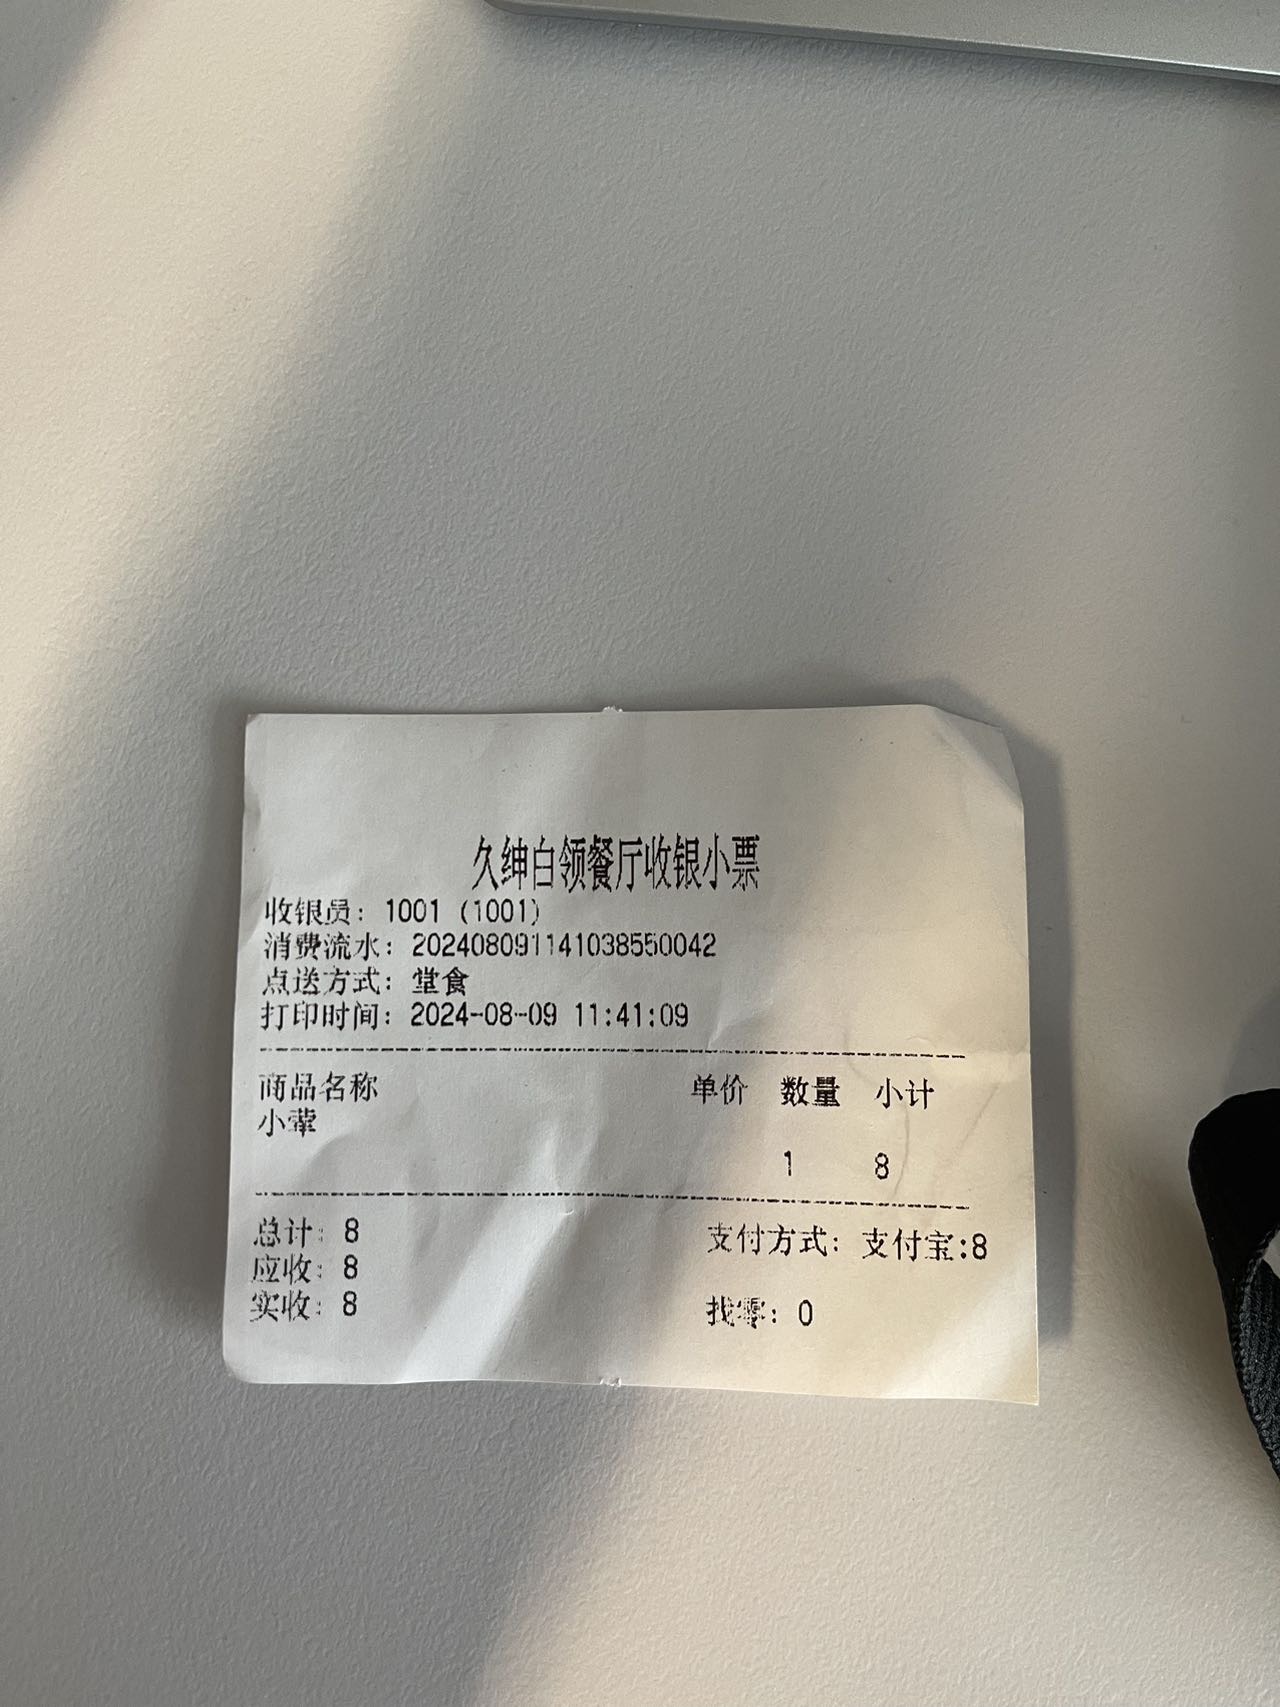 久绅白领餐厅收银小票
收银员: 1001 (1001)
消费流水: 2024080911141038550042
点送方式: 堂食
打印时间: 2024-08-09 11:41:09
商品名称 单价 数量 小计
小荤
1 8
总计: 8 支付方式: 支付宝:8
应收: 8
实收: 8 找零: 0